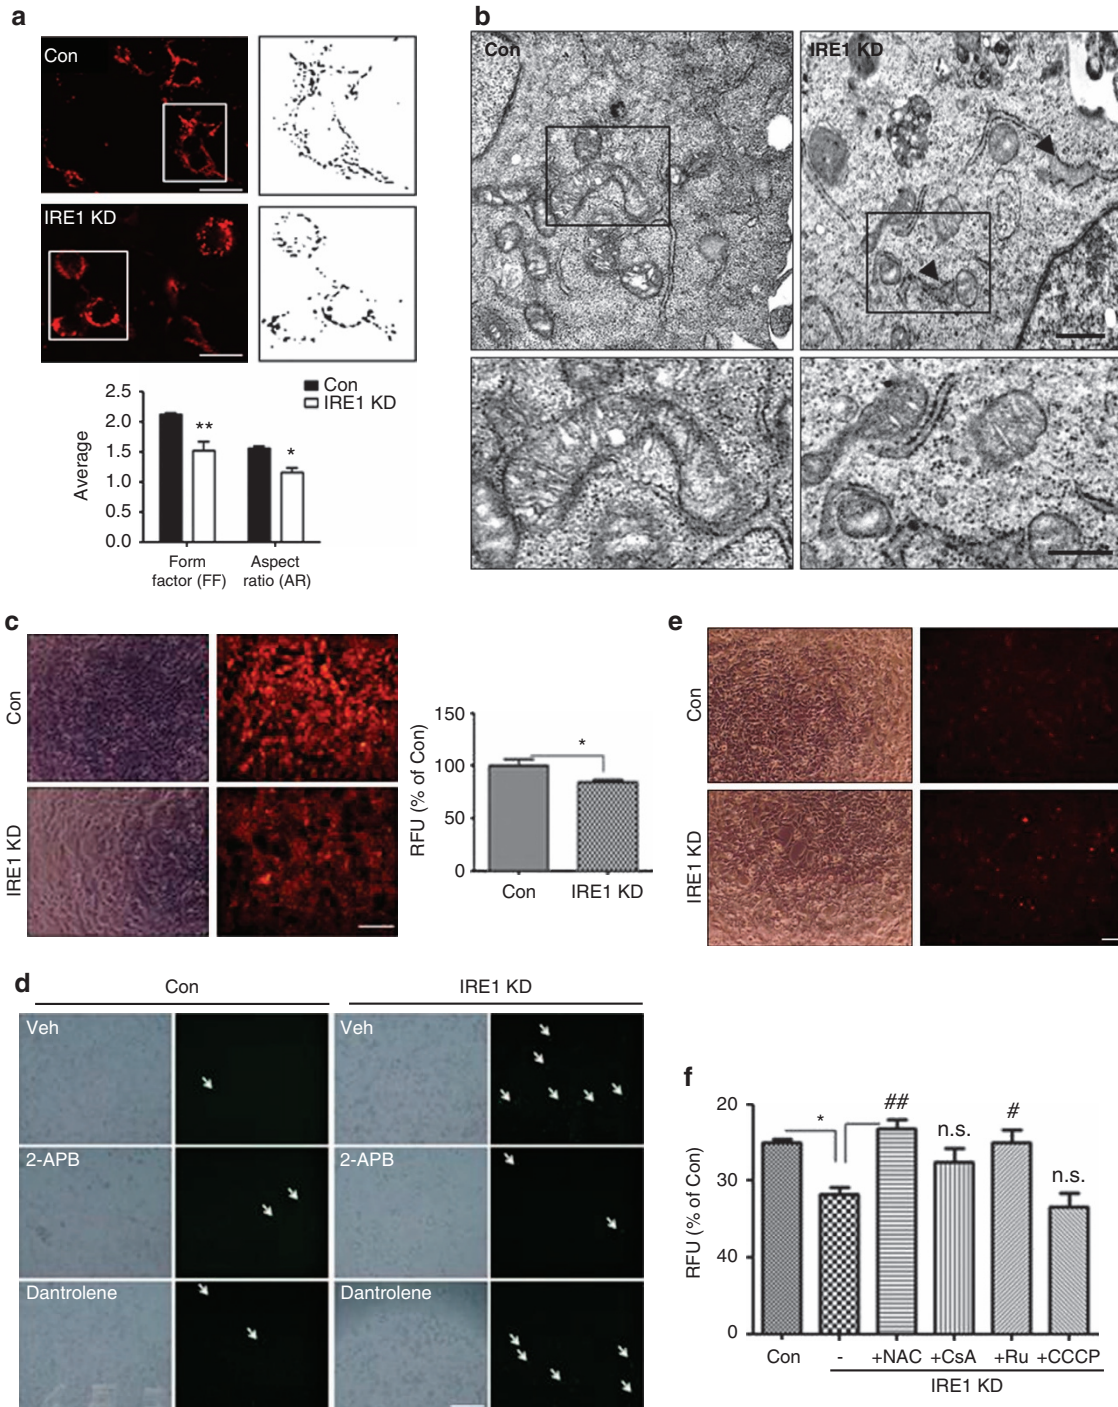 a
Con
IRE1 KD
2.5
2.0
1.5
1.0
0.5
0.0
Average
Con
IRE1 KD
**
*
Form
factor (FF)
Aspect
ratio (AR)
b
Con
IRE1 KD
c
Con
IRE1 KD
150
100
50
0
RFU (% of Con)
*
Con
IRE1 KD
e
Con
IRE1 KD
d
Con
IRE1 KD
Veh
Veh
2-APB
2-APB
Dantrolene
Dantrolene
f
20
30
40
0
RFU (% of Con)
*
##
n.s.
#
n.s.
Con
-
+NAC
+CsA
+Ru
+CCCP
IRE1 KD